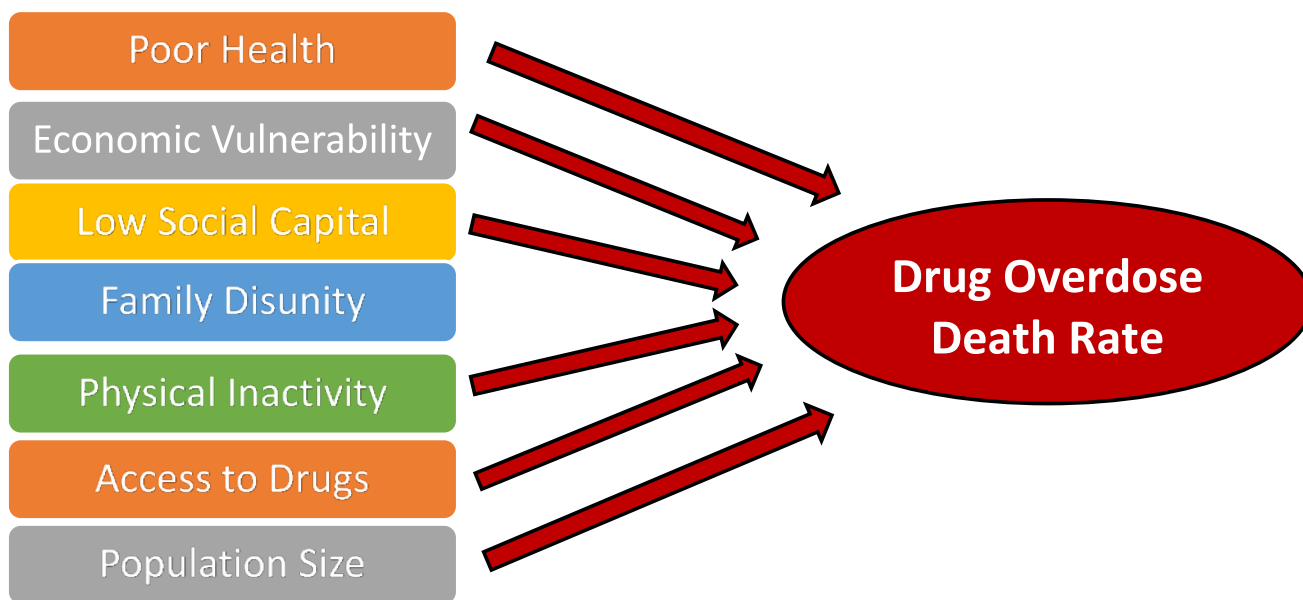 Poor Health
Economic Vulnerability
Low Social Capital
Family Disunity
Physical Inactivity
Access to Drugs
Population Size
Drug Overdose
Death Rate